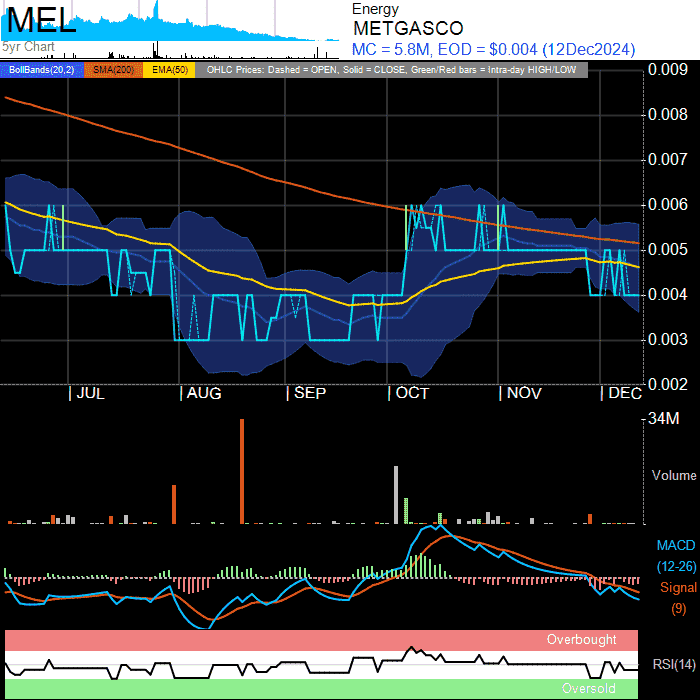 MEL
5yr Chart
Energy
METGASCO
MC = 5.8M, EOD = $0.004 (12Dec2024)
BollBands(20,2) SMA(200) EMA(50) OHLC Prices: Dashed = OPEN, Solid = CLOSE, Green/Red bars = Intra-day HIGH/LOW
0.009
0.008
0.007
0.006
0.005
0.004
0.003
0.002
| JUL | AUG | SEP | OCT | NOV | DEC
34M
Volume
MACD
(12-26)
Signal
(9)
Overbought
RSI(14)
Oversold